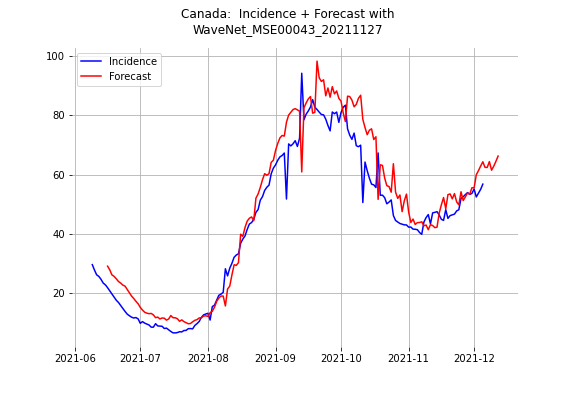 Canada:  Incidence + Forecast with
WaveNet_MSE00043_20211127
Incidence
Forecast
100
80
60
40
20
2021-06 2021-07 2021-08 2021-09 2021-10 2021-11 2021-12